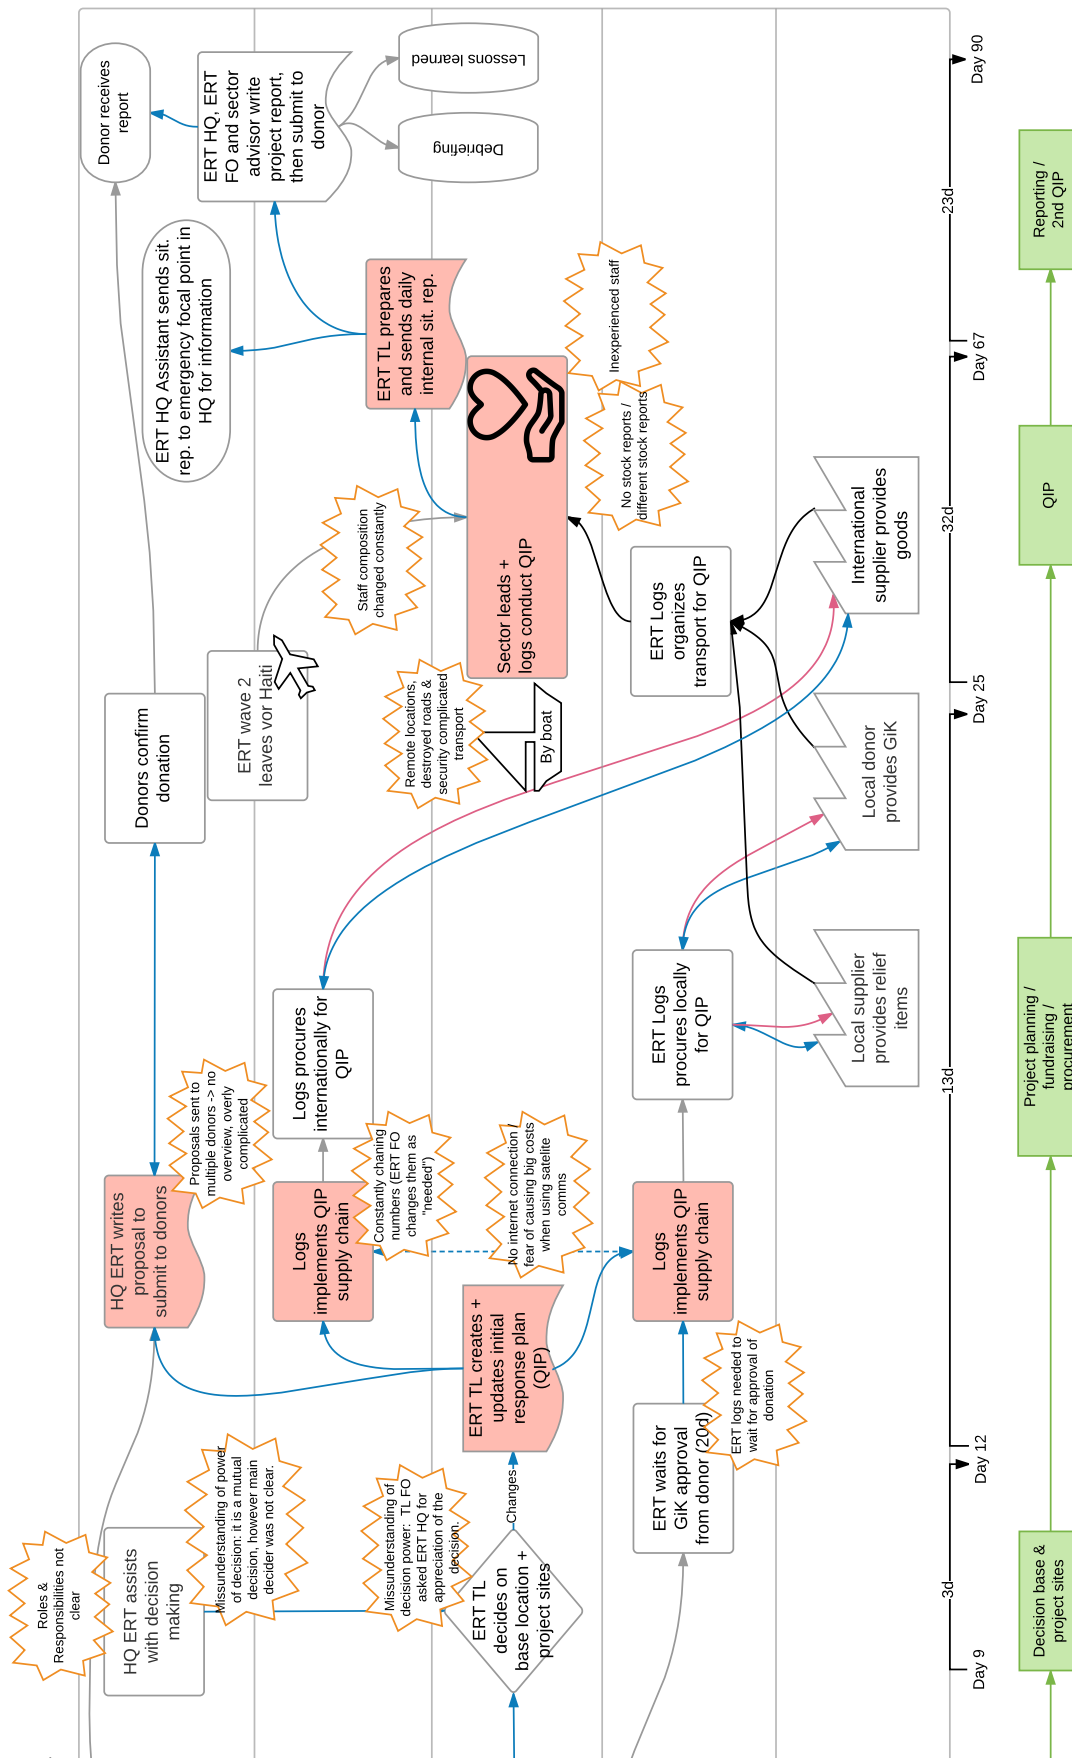 Donor receives
report
ERT HQ, ERT
FO and sector
advisor write
project report,
then submit to
donor
Lessons learned
Debriefing
ERT HQ Assistant sends sit.
rep. to emergency focal point in
HQ for information
ERT TL prepares
and sends daily
internal sit. rep.
Inexperienced staff
No stock reports /
different stock reports
Staff composition
changed constantly
Sector leads +
logs conduct QIP
ERT Logs
organizes
transport for QIP
International
supplier provides
goods
Donors confirm
donation
ERT wave 2
leaves vor Haiti
Remote locations,
destroyed roads &
security complicated
transport
By boat
Local donor
provides GiK
Logs procures
internationally for
QIP
ERT Logs
procures locally
for QIP
Local supplier
provides relief
items
HQ ERT writes
proposal to
submit to donors
Proposals sent to
multiple donors -> no
overview, overly
complicated
Logs
implements QIP
supply chain
Constantly chaning
numbers (ERT FO
changes them as
"needed")
No internet connection /
fear of causing big costs
when using satelite
comms
Logs
implements QIP
supply chain
ERT TL creates +
updates initial
response plan
(QIP)
ERT waits for
GiK approval
from donor (20d)
ERT logs needed to
wait for approval of
donation
Changes
Roles &
Responsibilities not
clear
HQ ERT assists
with decision
making
Misunderstanding of power
of decision: it is a mutual
decision, however main
decider was not clear.
Misunderstanding of
decision power: TL FO
asked ERT HQ for
appreciation of the
decision.
ERT TL
decides on
base location +
project sites
Day 9
3d
Day 12
13d
Day 25
32d
Day 67
23d
Day 90
Decision base &
project sites
Project planning /
fundraising /
procurement
QIP
Reporting /
2nd QIP